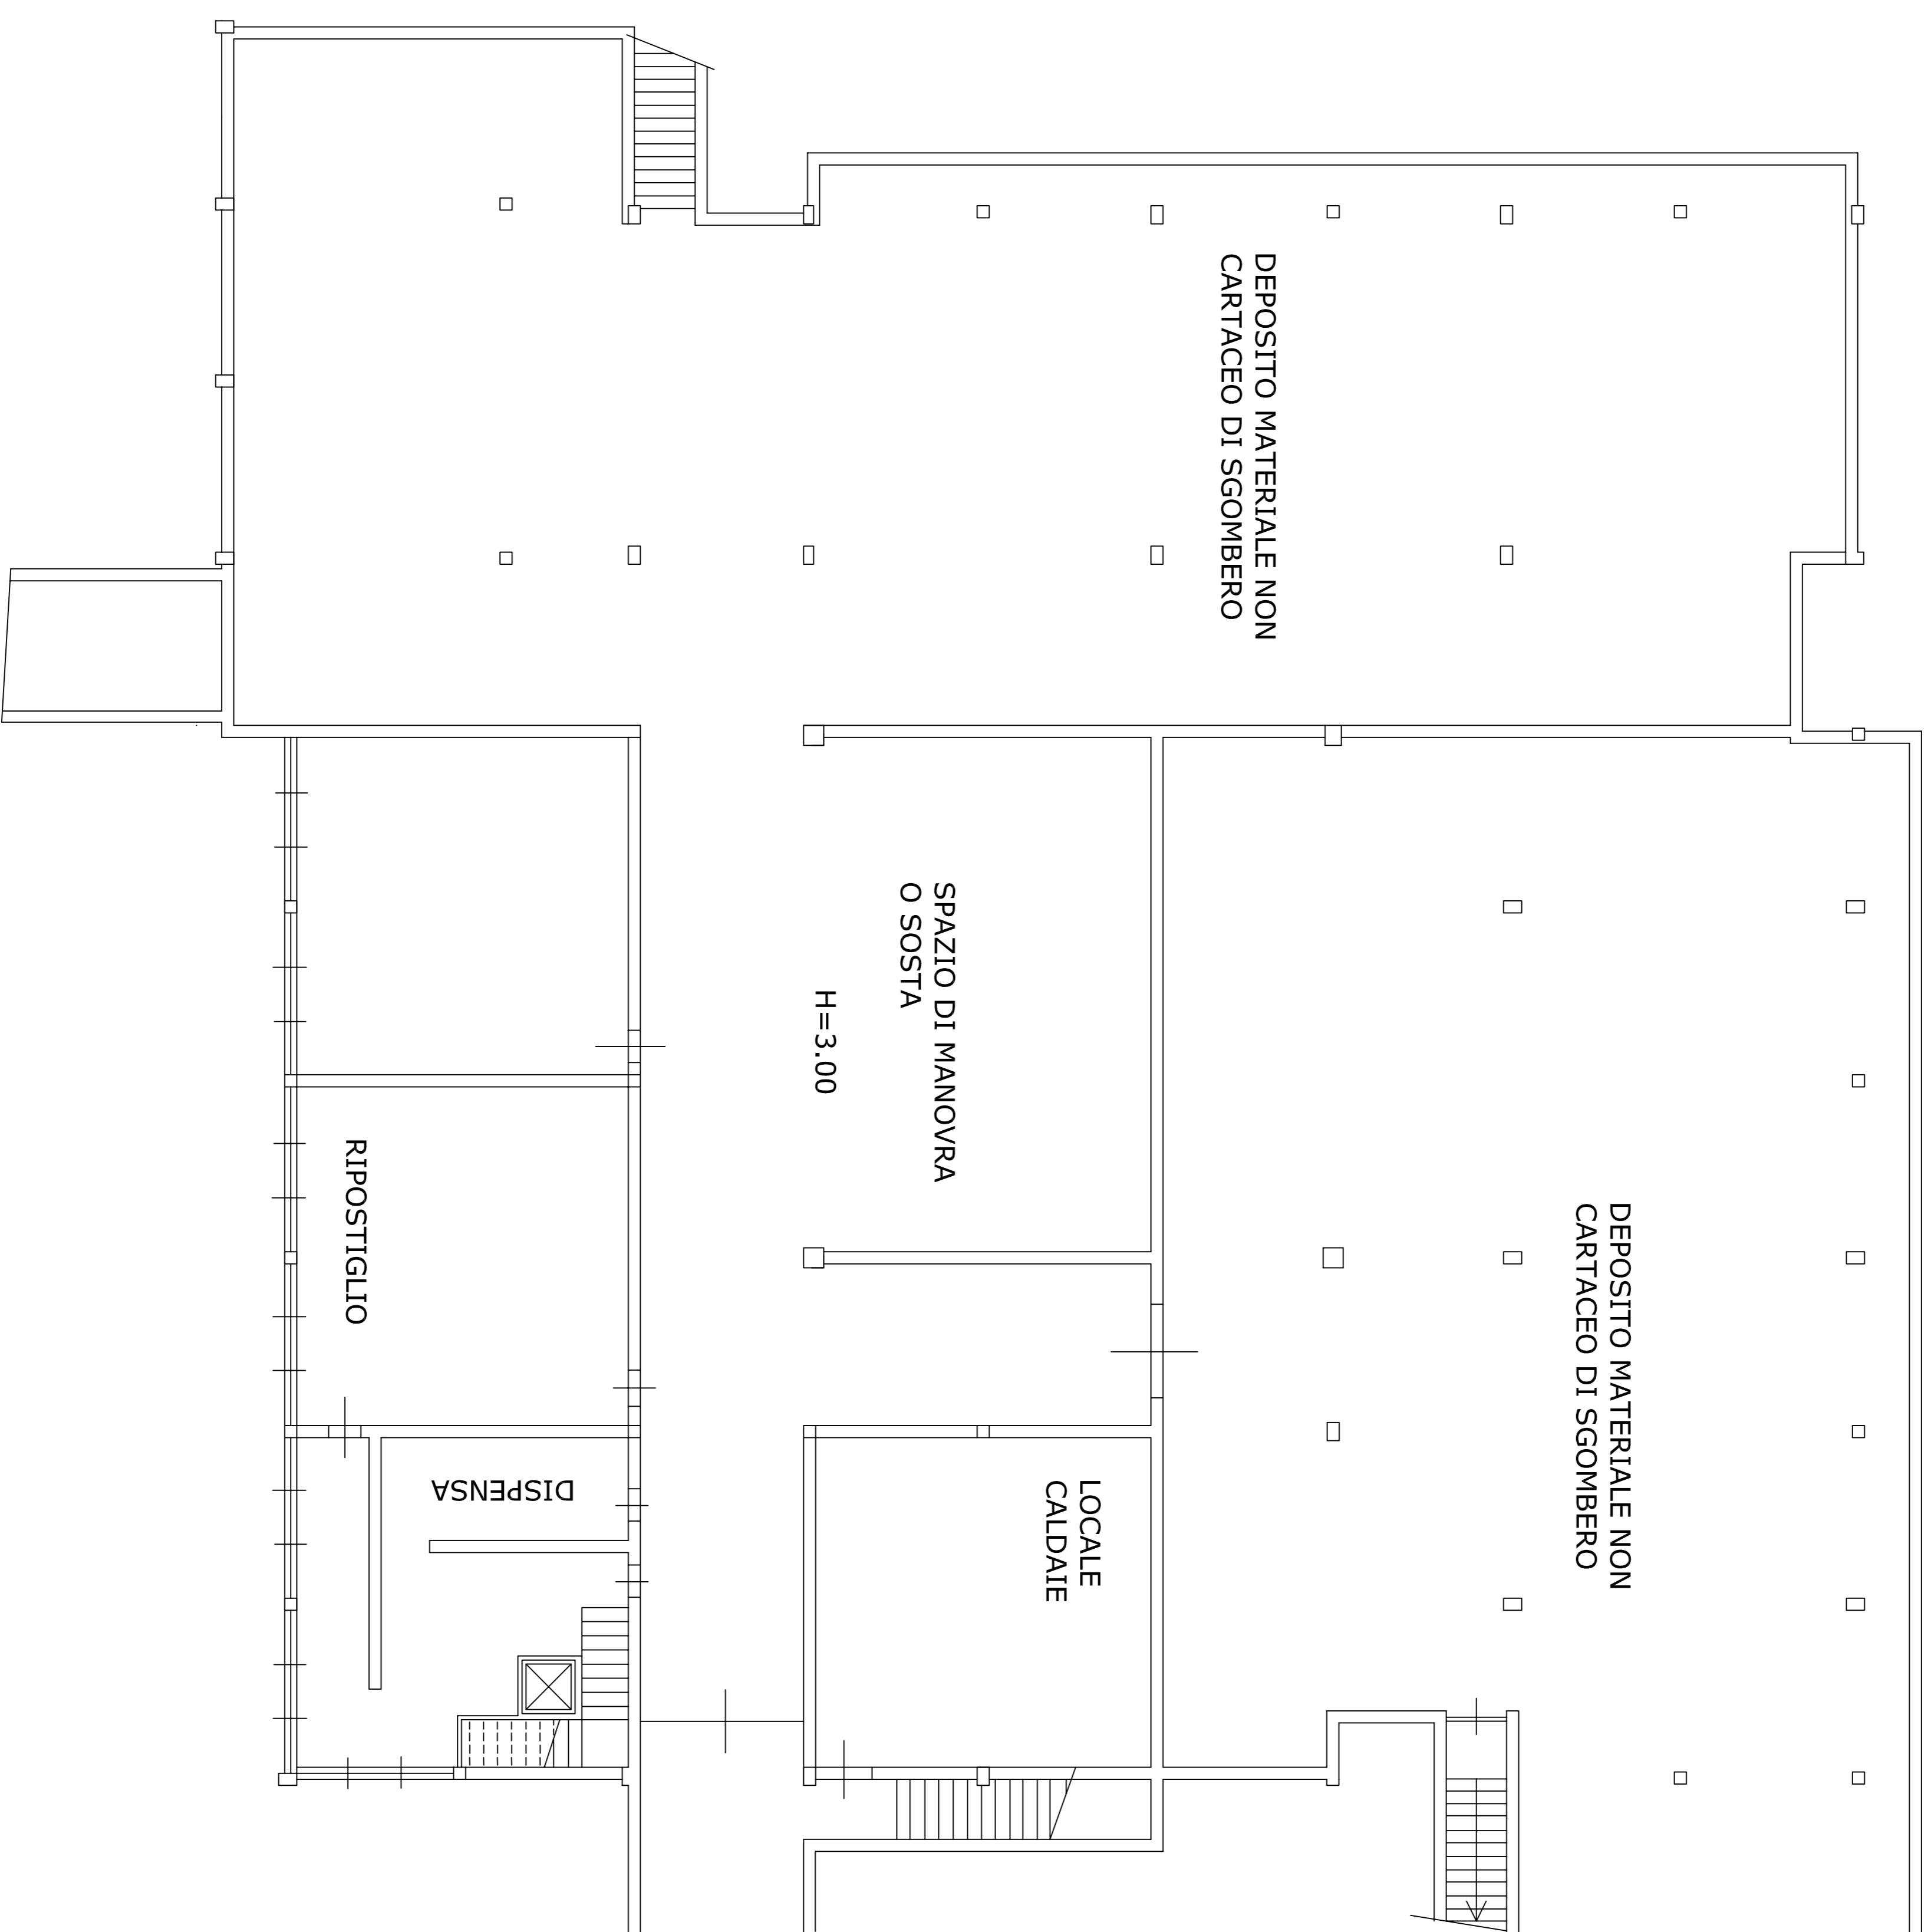 DEPOSITO MATERIALE NON
CARTACEO DI SGOMBERO
SPAZIO DI MANOVRA
O SOSTA
H=3.00
RIPOSTIGLIO
DEPOSITO MATERIALE NON
CARTACEO DI SGOMBERO
DISPENSA
LOCALE
CALDAIE